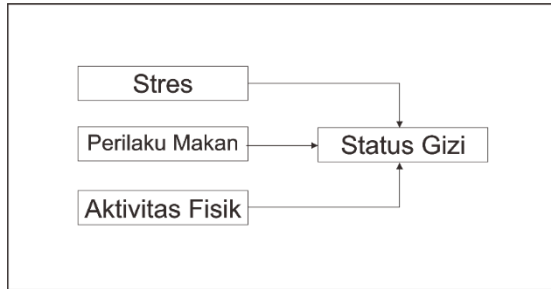 Stres
Perilaku Makan
Status Gizi
Aktivitas Fisik